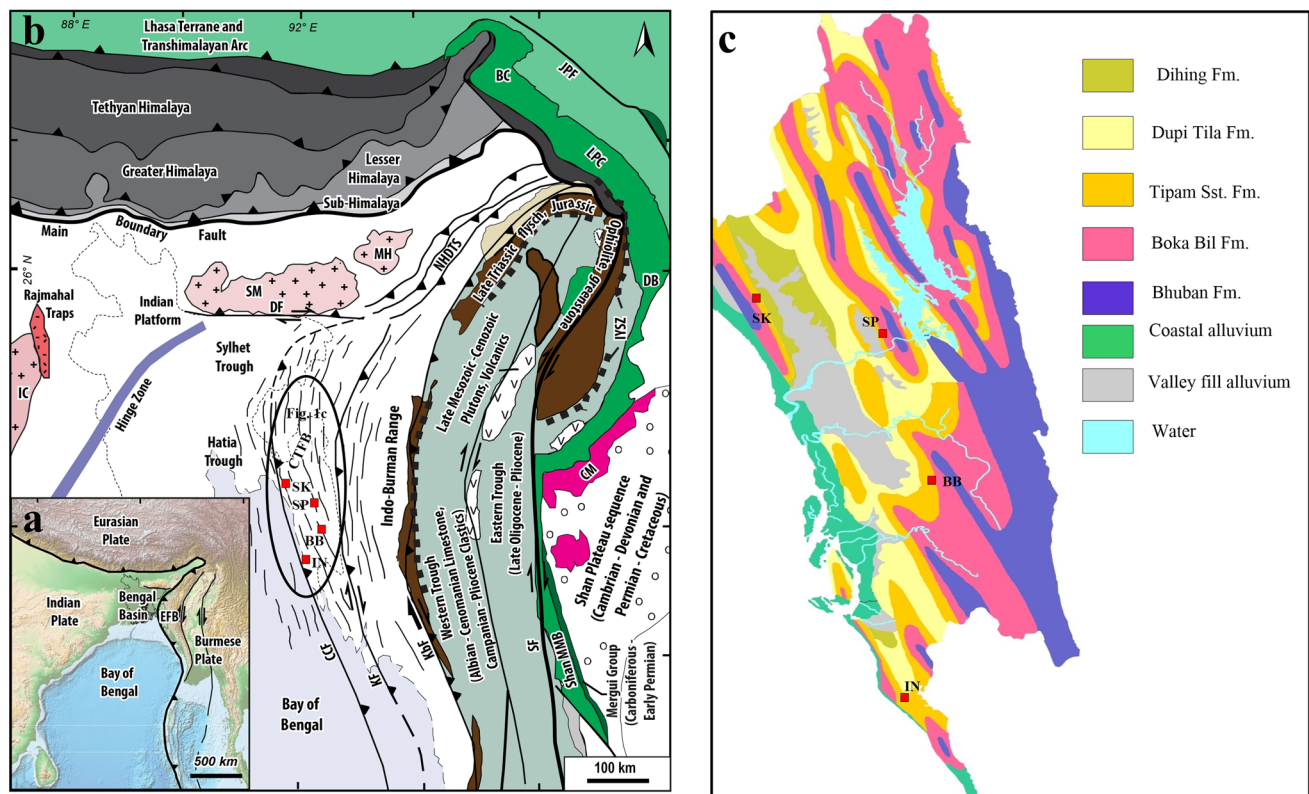 b
88° E
92° E
Lhasa Terrane and
Transhimalayan Arc
BC
JPF
Tethyan Himalaya
LPC
Greater Himalaya
Lesser
Himalaya
Sub-Himalaya
Main
Boundary
Fault
26° N
MH
SM
DF
NHDTS
Late Triassic flysch, Jurassic
Ophiolite, greenstone
DB
IYSZ
Rajmahal
Traps
Indian
Platform
IC
Hinge Zone
Sylhet
Trough
Late Mesozoic-Cenozoic
Plutons, Volcanics
Fig. 1c
Hatia
Trough
CTFB
SK
SP
BB
IN
Indo-Burman Range
CM
Western Trough
(Albian - Cenomanian Limestone,
Campanian - Pliocene Clastics)
Eastern Trough
(Late Oligocene - Pliocene)
Shan Plateau sequence
(Cambrian - Devonian and
Permian - Cretaceous)
CCF
KF
KbF
SF
Shan MMB
Mergui Group
(Carboniferous-
Early Permian)
Bay of
Bengal
100 km
a
Eurasian
Plate
Indian
Plate
Bengal
Basin
EFB
Burmese
Plate
Bay of
Bengal
500 km
c
SK
SP
BB
IN
Dihing Fm.
Dupi Tila Fm.
Tipam Sst. Fm.
Boka Bil Fm.
Bhuban Fm.
Coastal alluvium
Valley fill alluvium
Water